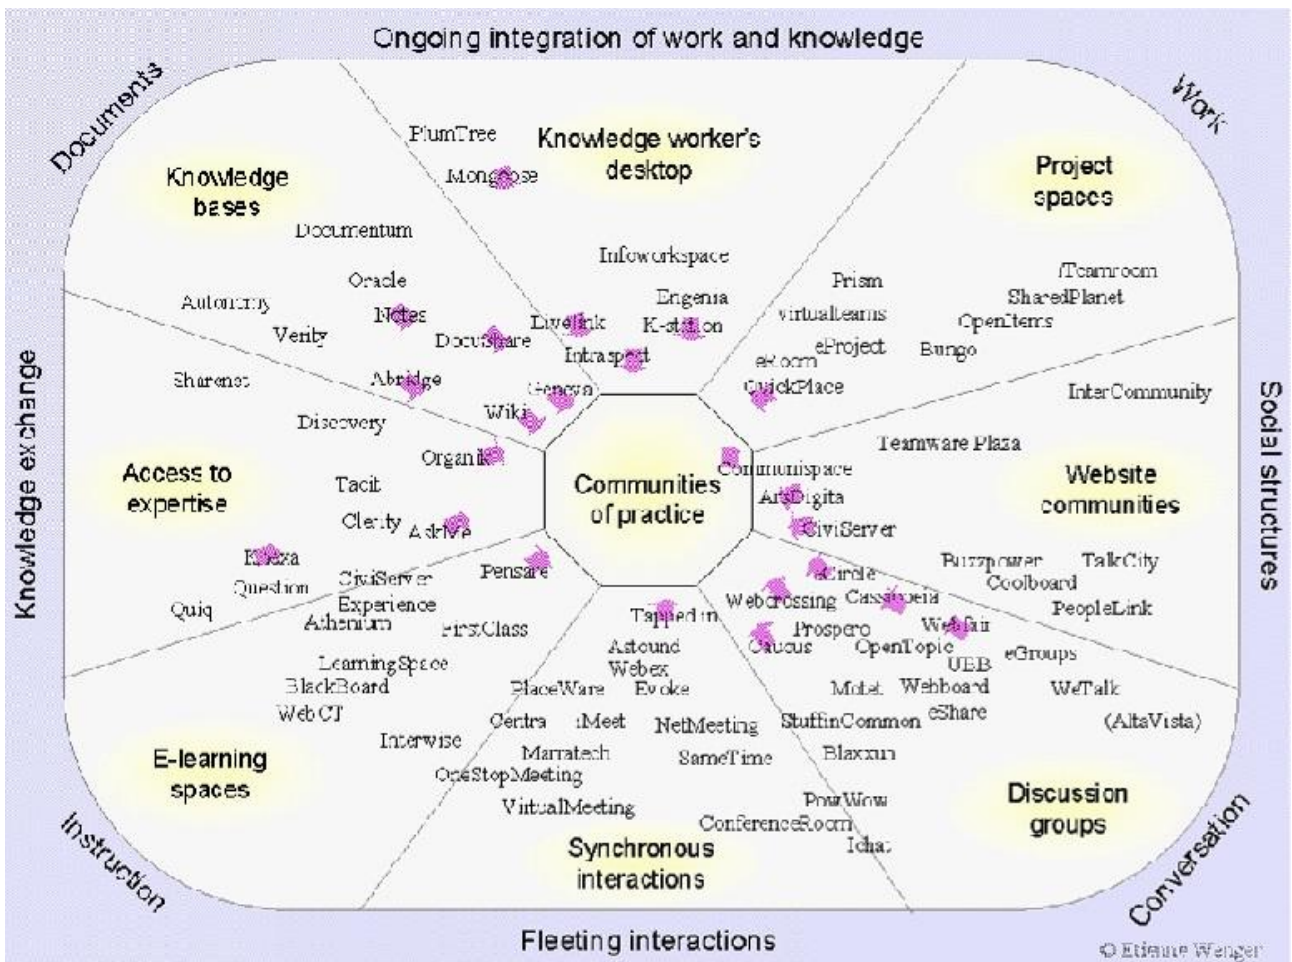 Ongoing integration of work and knowledge
Documents
Work
PlumTree
Mongoose
Knowledge worker's
desktop
Knowledge
bases
Project
spaces
Documentum
Oracle
Autonomy
Notes
Verity
DocuShare
Abridge
Infoworkspace
Engenia
K-station
Livelink
Intraspect
Geneva
Wiki
Prism
virtualteams
eProject
eRoom
QuickPlace
/Teamroom
SharedPlanet
OpenItems
Bungo
Knowledge exchange
Sharenet
Discovery
Organik
Access to
expertise
Tacit
Clerity
AskMe
Knexa
Question
Quiq
Communities
of practice
InterCommunity
Teamware Plaza
Communispace
ArsDigita
CiviServer
Website
communities
Buzzpower
TalkCity
Coolboard
PeopleLink
Social structures
CiviServer
Experience
Athenium
Pensare
FirstClass
LearningSpace
BlackBoard
WebCT
Interwise
E-learning
spaces
Instruction
Tapped in
Astound
Webex
PlaceWare
Evoke
Centra
iMeet
NetMeeting
Marratech
SameTime
OneStopMeeting
VirtualMeeting
ConferenceRoom
Synchronous
interactions
eCircle
Webcrossing
Cassiopeia
Prospero
Webfair
Caucus
OpenTopic
UBB
eGroups
Motet
Webboard
WeTalk
StuffinCommon
eShare
(AltaVista)
Blaxxun
PowWow
Ichat
Discussion
groups
Conversation
Fleeting interactions
© Etienne Wenger